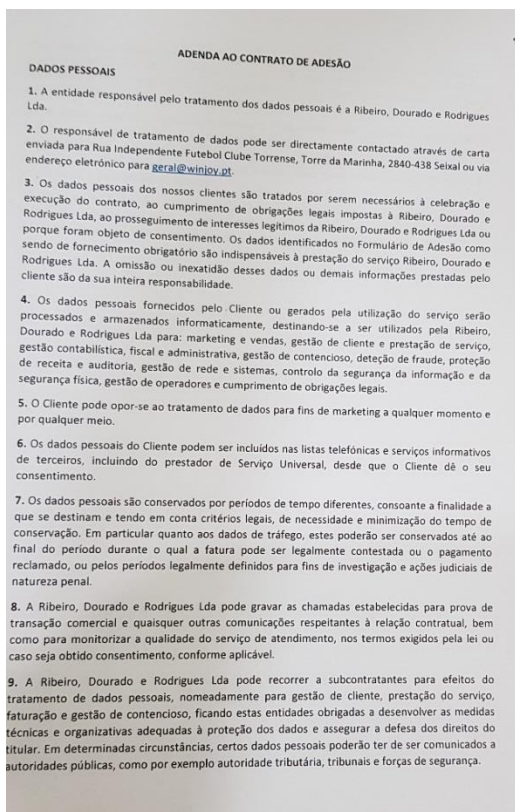 ADENDA AO CONTRATO DE ADESÃO
DADOS PESSOAIS
1. A entidade responsável pelo tratamento dos dados pessoais é a Ribeiro, Dourado e Rodrigues
Lda.
2. O responsável de tratamento de dados pode ser directamente contactado através de carta
enviada para Rua Independente Futebol Clube Torrense, Torre da Marinha, 2840-438 Seixal ou via
endereço eletrónico para geral@winjoy.pt.
3. Os dados pessoais dos nossos clientes são tratados por serem necessários à celebração e
execução do contrato, ao cumprimento de obrigações legais impostas à Ribeiro, Dourado e
Rodrigues Lda, ao prosseguimento de interesses legítimos da Ribeiro, Dourado e Rodrigues Lda ou
porque foram objeto de consentimento. Os dados identificados no Formulário de Adesão como
sendo de fornecimento obrigatório são indispensáveis à prestação do serviço Ribeiro, Dourado e
Rodrigues Lda. A omissão ou inexatidão desses dados ou demais informações prestadas pelo
cliente são da sua inteira responsabilidade.
4. Os dados pessoais fornecidos pelo Cliente ou gerados pela utilização do serviço serão
processados e armazenados informaticamente, destinando-se a ser utilizados pela Ribeiro,
Dourado e Rodrigues Lda para: marketing e vendas, gestão de cliente e prestação de serviço,
gestão contabilística, fiscal e administrativa, gestão de contencioso, deteção de fraude, proteção
de receita e auditoria, gestão de rede e sistemas, controlo da segurança da informação e da
segurança física, gestão de operadores e cumprimento de obrigações legais.
5. O Cliente pode opor-se ao tratamento de dados para fins de marketing a qualquer momento e
por qualquer meio.
6. Os dados pessoais do Cliente podem ser incluídos nas listas telefónicas e serviços informativos
de terceiros, incluindo do prestador de Serviço Universal, desde que o Cliente dê o seu
consentimento.
7. Os dados pessoais são conservados por períodos de tempo diferentes, consoante a finalidade a
que se destinam e tendo em conta critérios legais, de necessidade e minimização do tempo de
conservação. Em particular quanto aos dados de tráfego, estes poderão ser conservados até ao
final do período durante o qual a fatura pode ser legalmente contestada ou o pagamento
reclamado, ou pelos períodos legalmente definidos para fins de investigação e ações judiciais de
natureza penal.
8. A Ribeiro, Dourado e Rodrigues Lda pode gravar as chamadas estabelecidas para prova de
transação comercial e quaisquer outras comunicações respeitantes à relação contratual, bem
como para monitorizar a qualidade do serviço de atendimento, nos termos exigidos pela lei ou
caso seja obtido consentimento, conforme aplicável.
9. A Ribeiro, Dourado e Rodrigues Lda pode recorrer a subcontratantes para efeitos do
tratamento de dados pessoais, nomeadamente para gestão de cliente, prestação do serviço,
faturação e gestão de contencioso, ficando estas entidades obrigadas a desenvolver as medidas
técnicas e organizativas adequadas à proteção dos dados e assegurar a defesa dos direitos do
titular. Em determinadas circunstâncias, certos dados pessoais poderão ter de ser comunicados a
autoridades públicas, como por exemplo autoridade tributária, tribunais e forças de segurança.